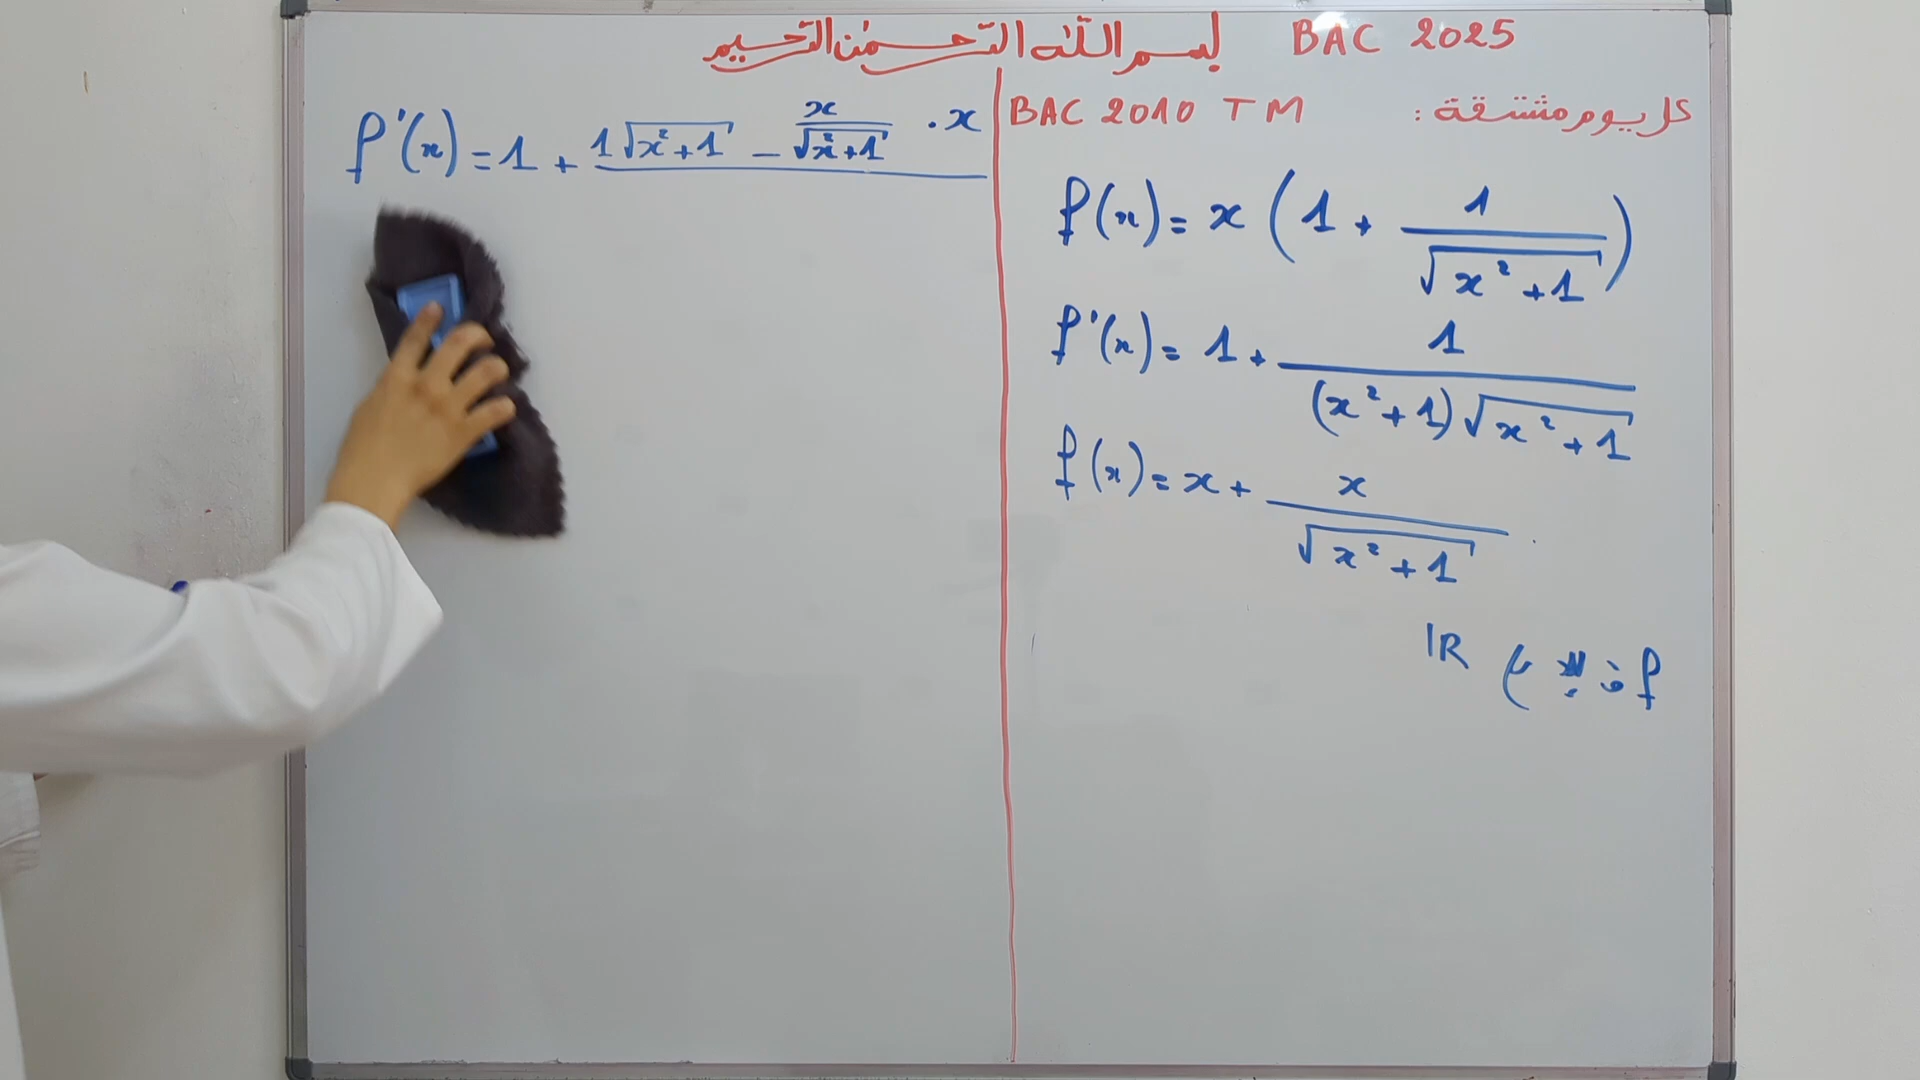 بسم الله الرحمن الرحيم BAC 2025
BAC 2010 TM كل يوم مشتقة :
f(x) = x (1 + 1/√(x²+1))
f'(x) = 1 + 1/((x²+1)√(x²+1))
f(x) = x + x/√(x²+1)
f ق ع IR
f'(x) = 1 + (1√(x²+1) - x/√(x²+1) · x)/